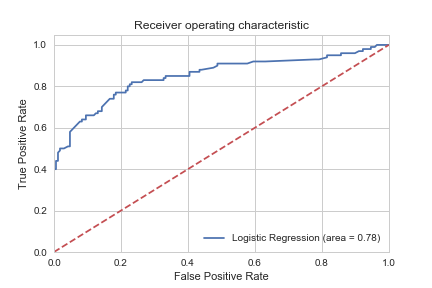 Receiver operating characteristic
True Positive Rate
1.0
0.8
0.6
0.4
0.2
0.0
Logistic Regression (area = 0.78)
0.0 0.2 0.4 0.6 0.8 1.0
False Positive Rate